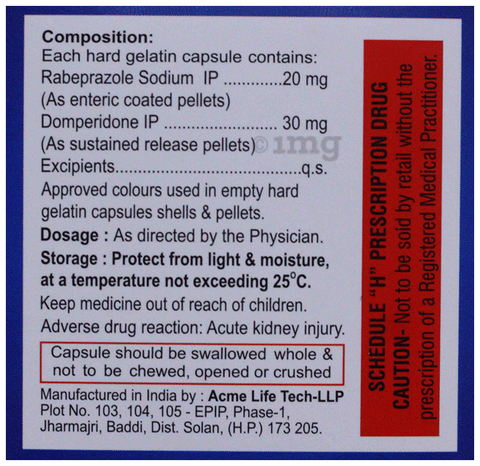 Composition:
Each hard gelatin capsule contains:
Rabeprazole Sodium IP .............20 mg
(As enteric coated pellets)
Domperidone IP ......................... 30 mg
(As sustained release pellets)
Excipients..........................................q.s.
Approved colours used in empty hard
gelatin capsules shells & pellets.
Dosage : As directed by the Physician.
Storage : Protect from light & moisture,
at a temperature not exceeding 25°C.
Keep medicine out of reach of children.
Adverse drug reaction: Acute kidney injury.
Capsule should be swallowed whole &
not to be chewed, opened or crushed
Manufactured in India by : Acme Life Tech-LLP
Plot No. 103, 104, 105 - EPIP, Phase-1,
Jharmajri, Baddi, Dist. Solan, (H.P.) 173 205.
SCHEDULE "H" PRESCRIPTION DRUG
CAUTION- Not to be sold by retail without the
prescription of a Registered Medical Practitioner.
1mg